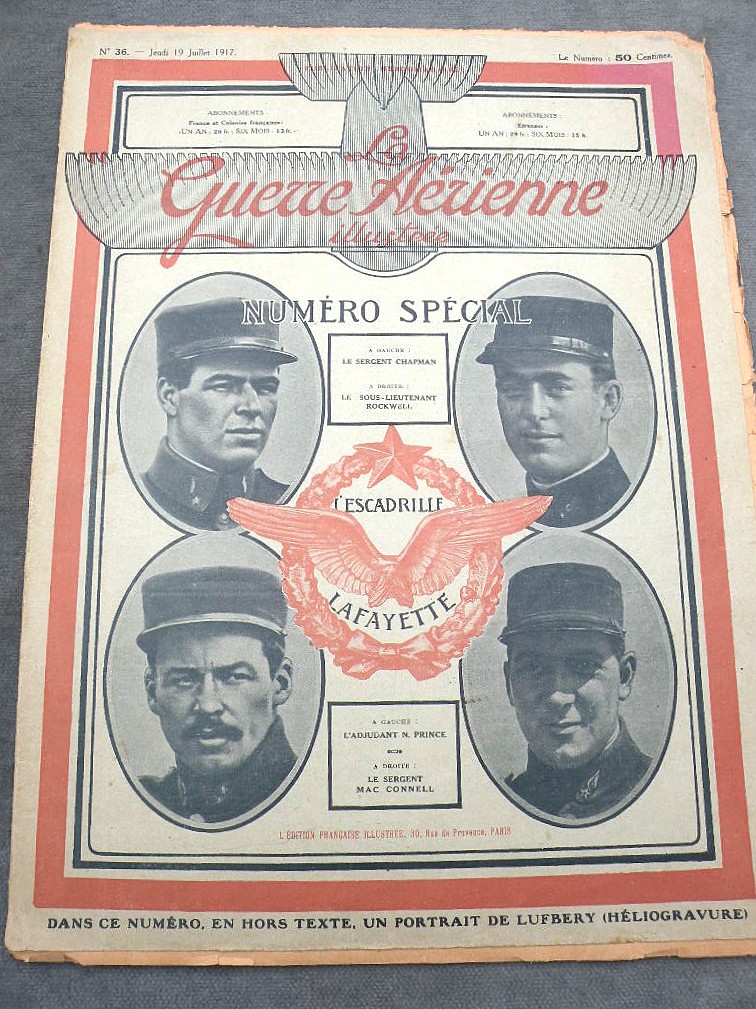 N° 36. — Jeudi 19 Juillet 1917.
Le Numéro : 50 Centimes.
ABONNEMENTS :
France et Colonies françaises :
UN AN : 26 fr. SIX MOIS : 13 fr.
ABONNEMENTS :
Étranger :
UN AN : 29 fr. SIX MOIS : 15 fr.
La
Guerre Aérienne
illustrée
NUMÉRO SPÉCIAL
A GAUCHE :
LE SERGENT CHAPMAN
A DROITE :
LE SOUS-LIEUTENANT
ROCKWELL
L'ESCADRILLE
LAFAYETTE
A GAUCHE :
L'ADJUDANT N. PRINCE
A DROITE :
LE SERGENT
MAC CONNELL
L'ÉDITION FRANÇAISE ILLUSTRÉE, 30, Rue de Provence, PARIS
DANS CE NUMÉRO, EN HORS TEXTE, UN PORTRAIT DE LUFBERY (HÉLIOGRAVURE)